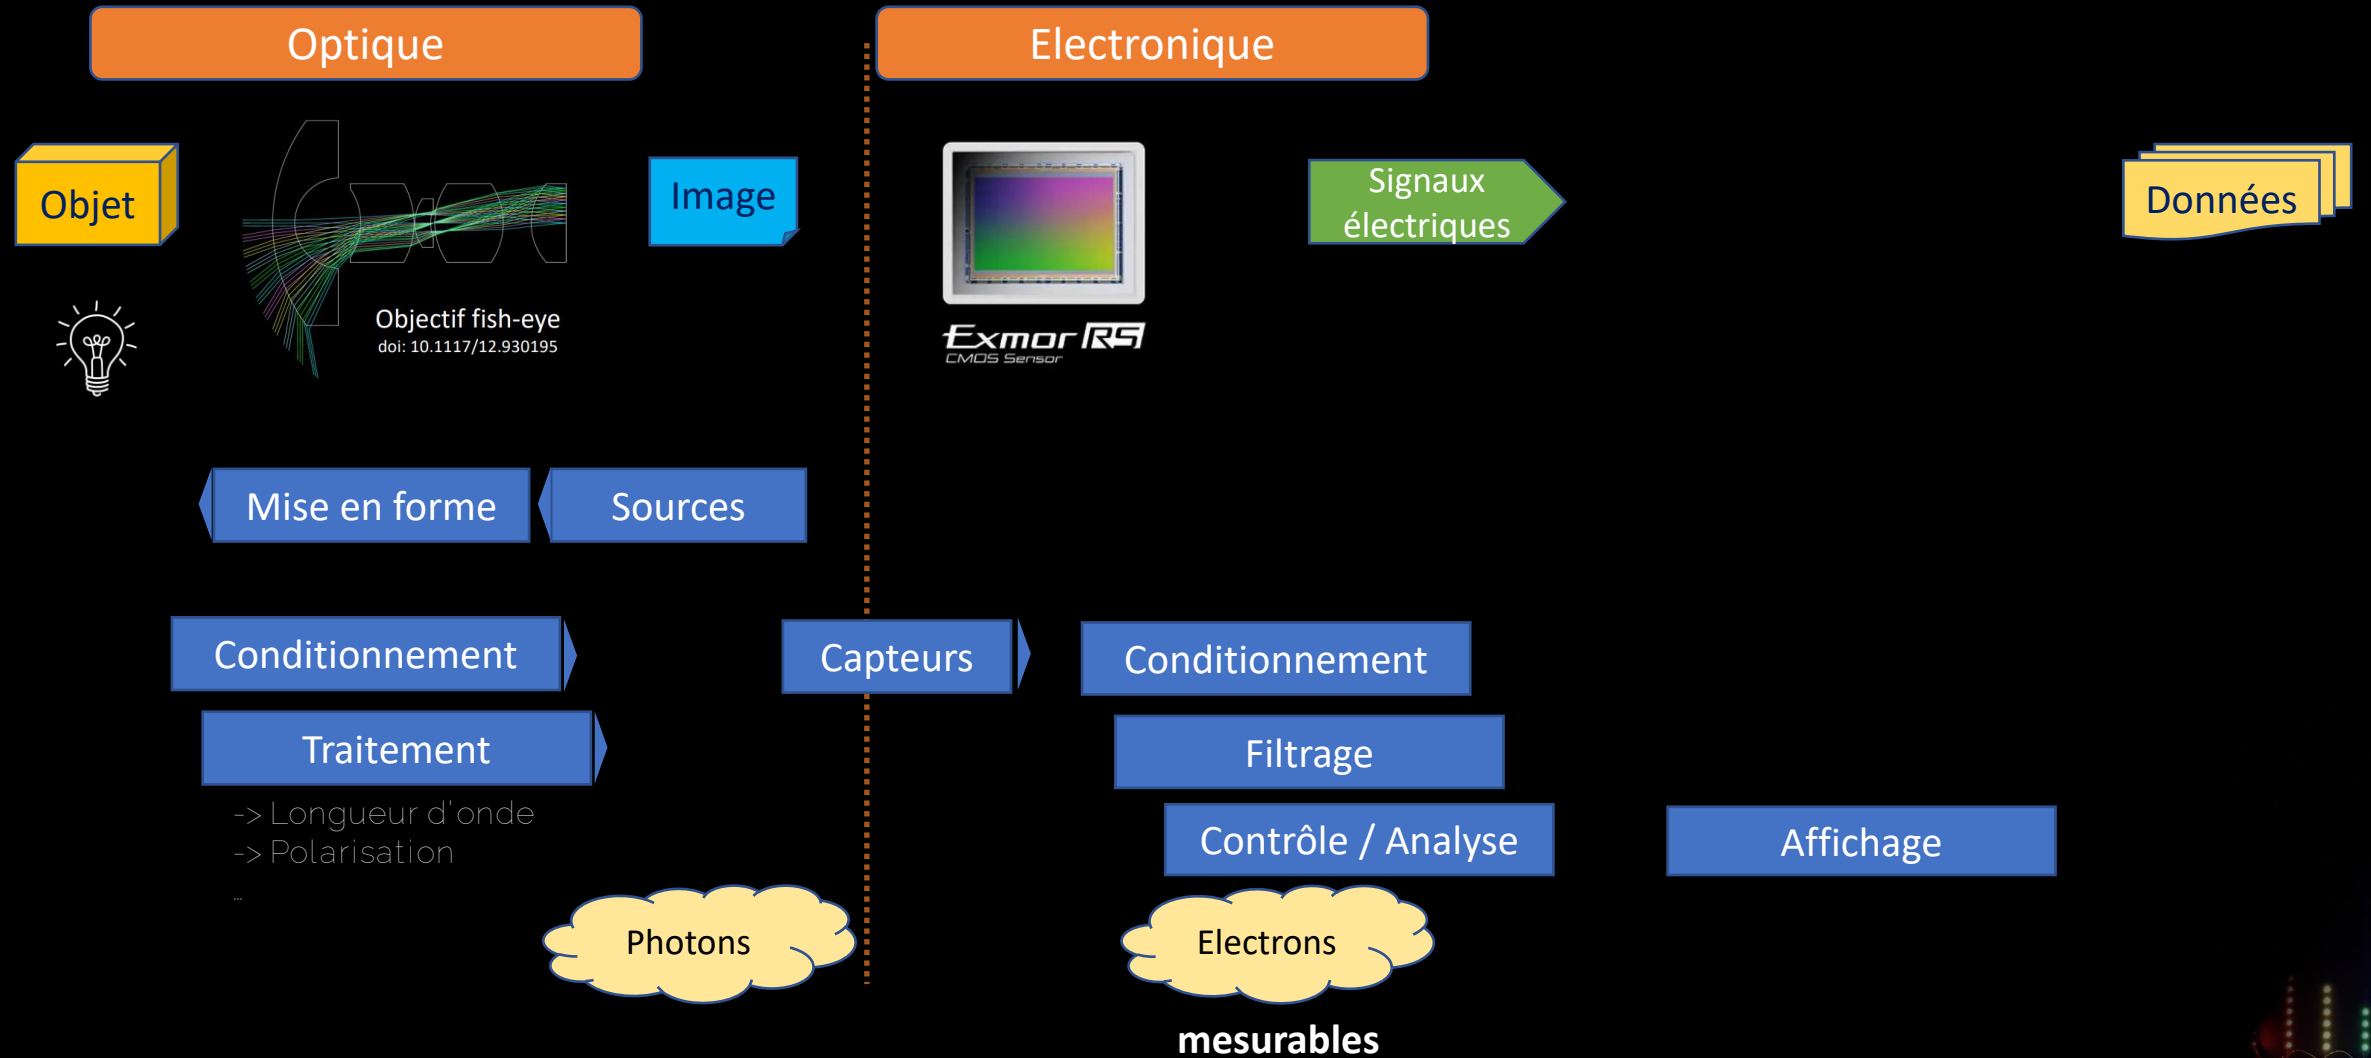 Optique
Electronique
Objet
Image
Signaux
électriques
Données
Objectif fish-eye
doi: 10.1117/12.930195
Exmor RS
CMOS Sensor
Mise en forme
Sources
Conditionnement
Capteurs
Conditionnement
Traitement
Filtrage
-> Longueur d'onde
-> Polarisation
...
Contrôle / Analyse
Affichage
Photons
Electrons
mesurables